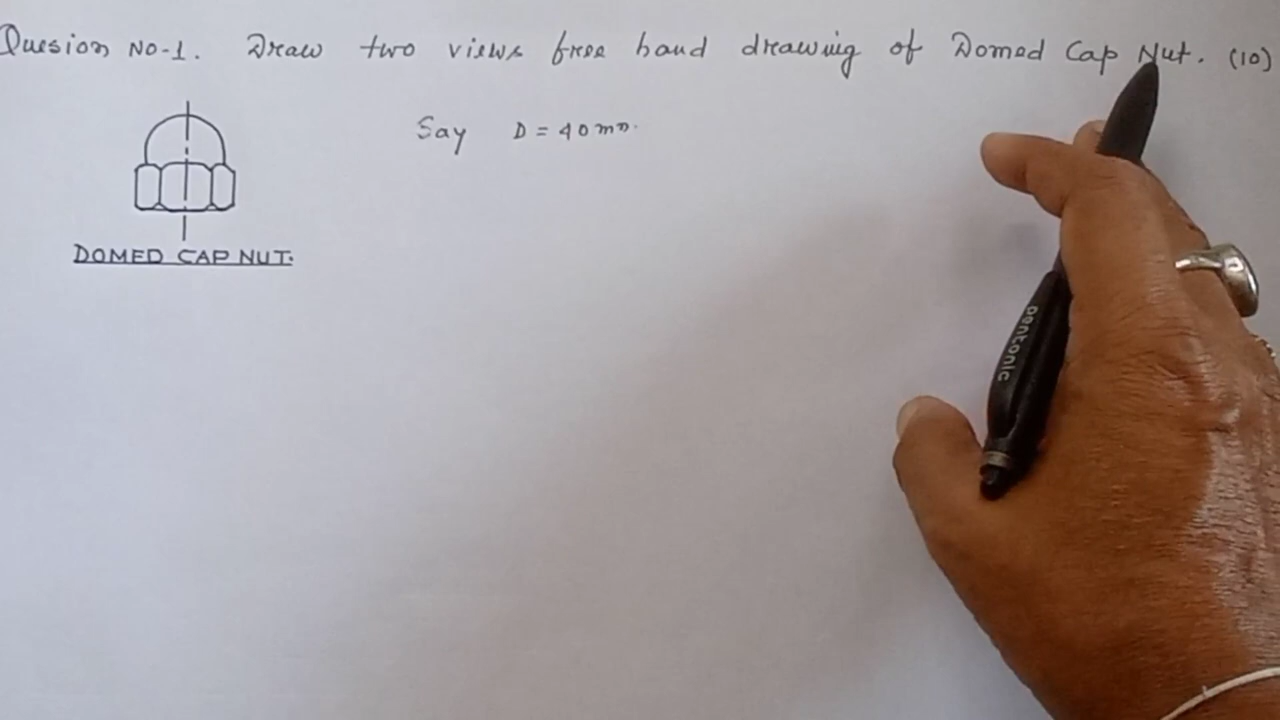 Quesion NO-1. Draw two views free hand drawing of Domed Cap Nut. (10)
Say D = 40mm.
DOMED CAP NUT.
pentonic